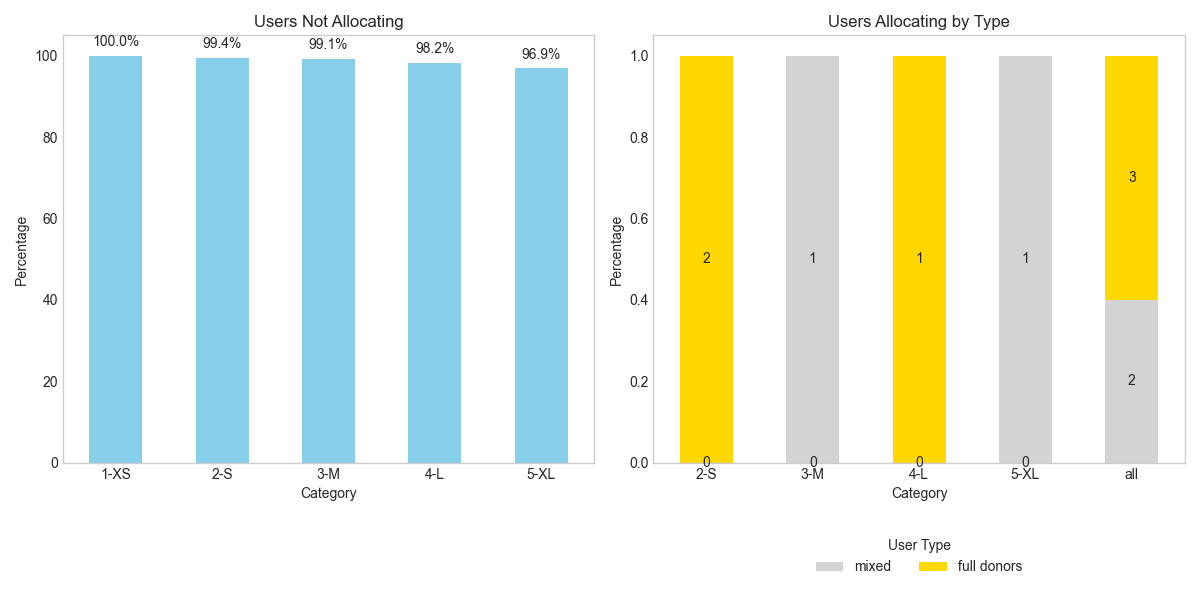 Users Not Allocating
100.0%
99.4%
99.1%
98.2%
96.9%
100
80
60
40
20
0
Percentage
1-XS
2-S
3-M
4-L
5-XL
Category
Users Allocating by Type
1.0
0.8
0.6
0.4
0.2
0.0
Percentage
2
1
1
1
3
2
0
0
0
0
2-S
3-M
4-L
5-XL
all
Category
User Type
mixed
full donors